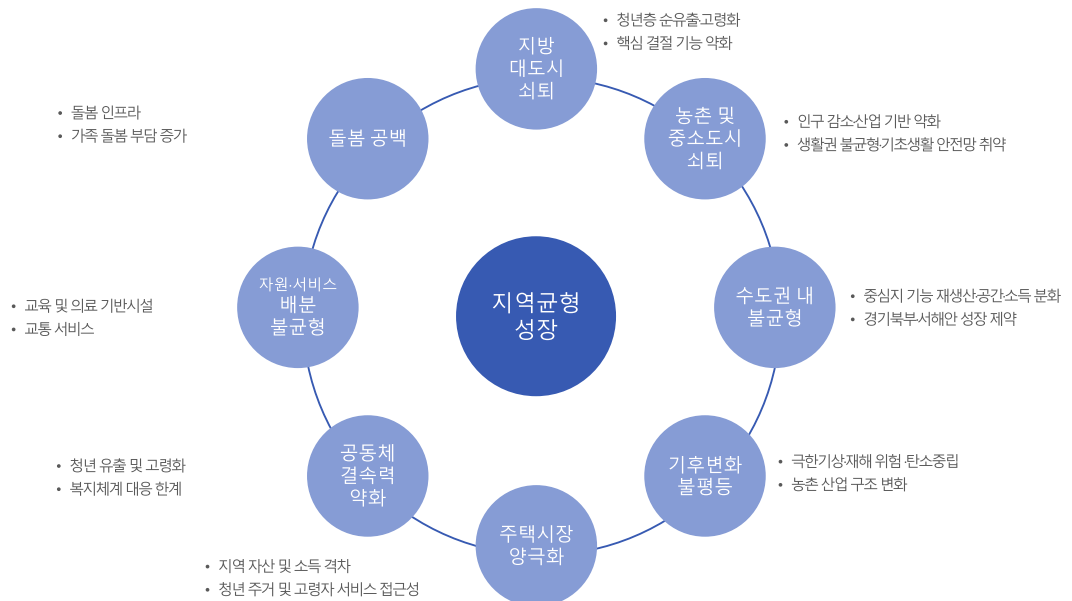 지방
대도시
쇠퇴
• 청년층 순유출·고령화
• 핵심 결절 기능 약화
농촌 및
중소도시
쇠퇴
• 인구 감소·산업 기반 약화
• 생활권 불균형·기초생활 안전망 취약
수도권 내
불균형
• 중심지 기능 재생산·공간·소득 분화
• 경기북부·서해안 성장 제약
기후변화
불평등
• 극한기상·재해 위험 ·탄소중립
• 농촌 산업 구조 변화
주택시장
양극화
• 지역 자산 및 소득 격차
• 청년 주거 및 고령자 서비스 접근성
공동체
결속력
약화
• 청년 유출 및 고령화
• 복지체계 대응 한계
자원·서비스
배분
불균형
• 교육 및 의료 기반시설
• 교통 서비스
돌봄 공백
• 돌봄 인프라
• 가족 돌봄 부담 증가
지역균형
성장